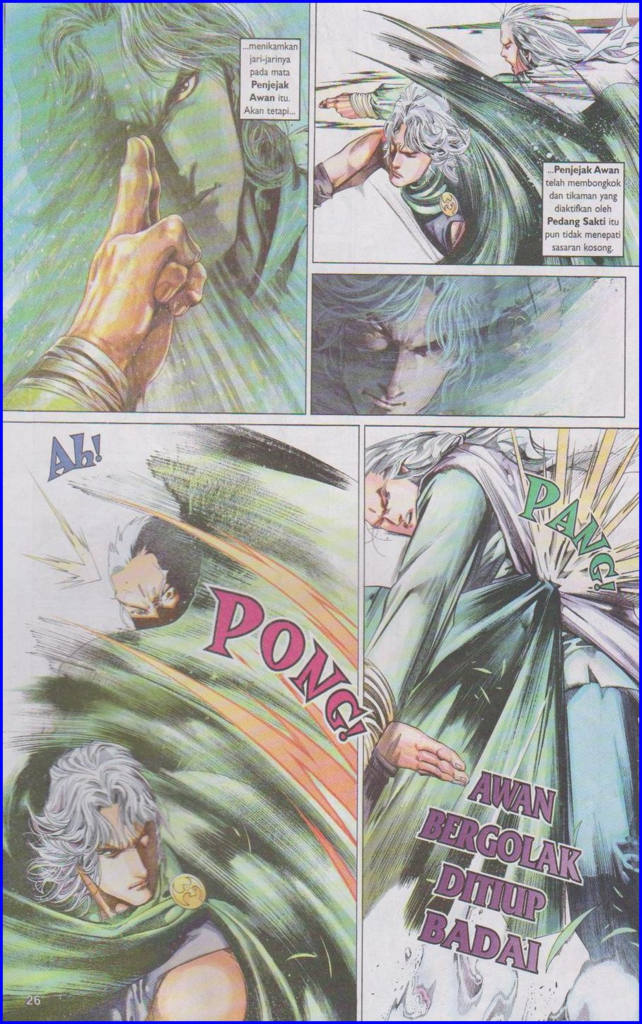 ...menikamkan
jari-jarinya
pada mata
Penjejak
Awan itu.
Akan tetapi...
...Penjejak Awan
telah membongkok
dan tikaman yang
diaktifkan oleh
Pedang Sakti itu
pun tidak menepati
sasaran kosong.
Ah!
PONG!
PANG!
AWAN
BERGOLAK
DITIUP
BADAI
26